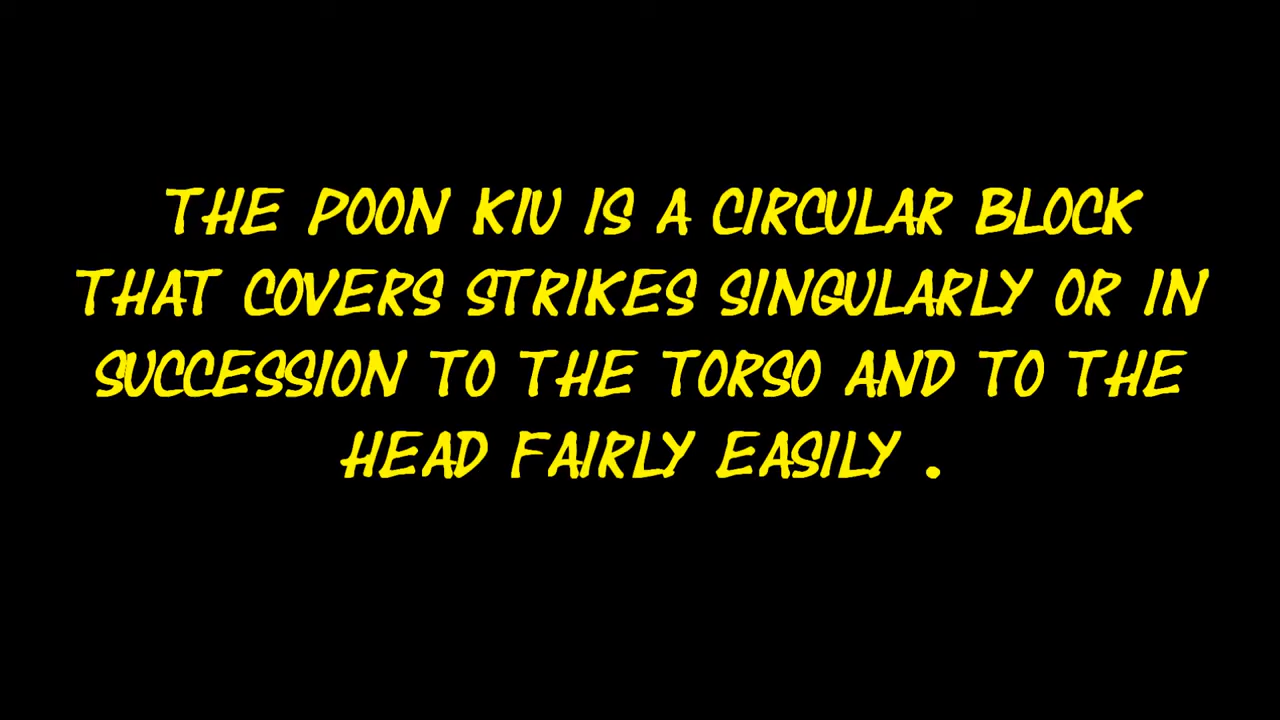 THE POON KIU IS A CIRCULAR BLOCK
THAT COVERS STRIKES SINGULARLY OR IN
SUCCESSION TO THE TORSO AND TO THE
HEAD FAIRLY EASILY .